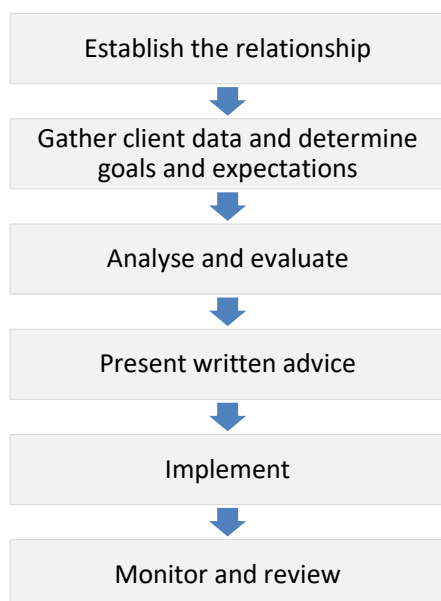 Establish the relationship
Gather client data and determine
goals and expectations
Analyse and evaluate
Present written advice
Implement
Monitor and review